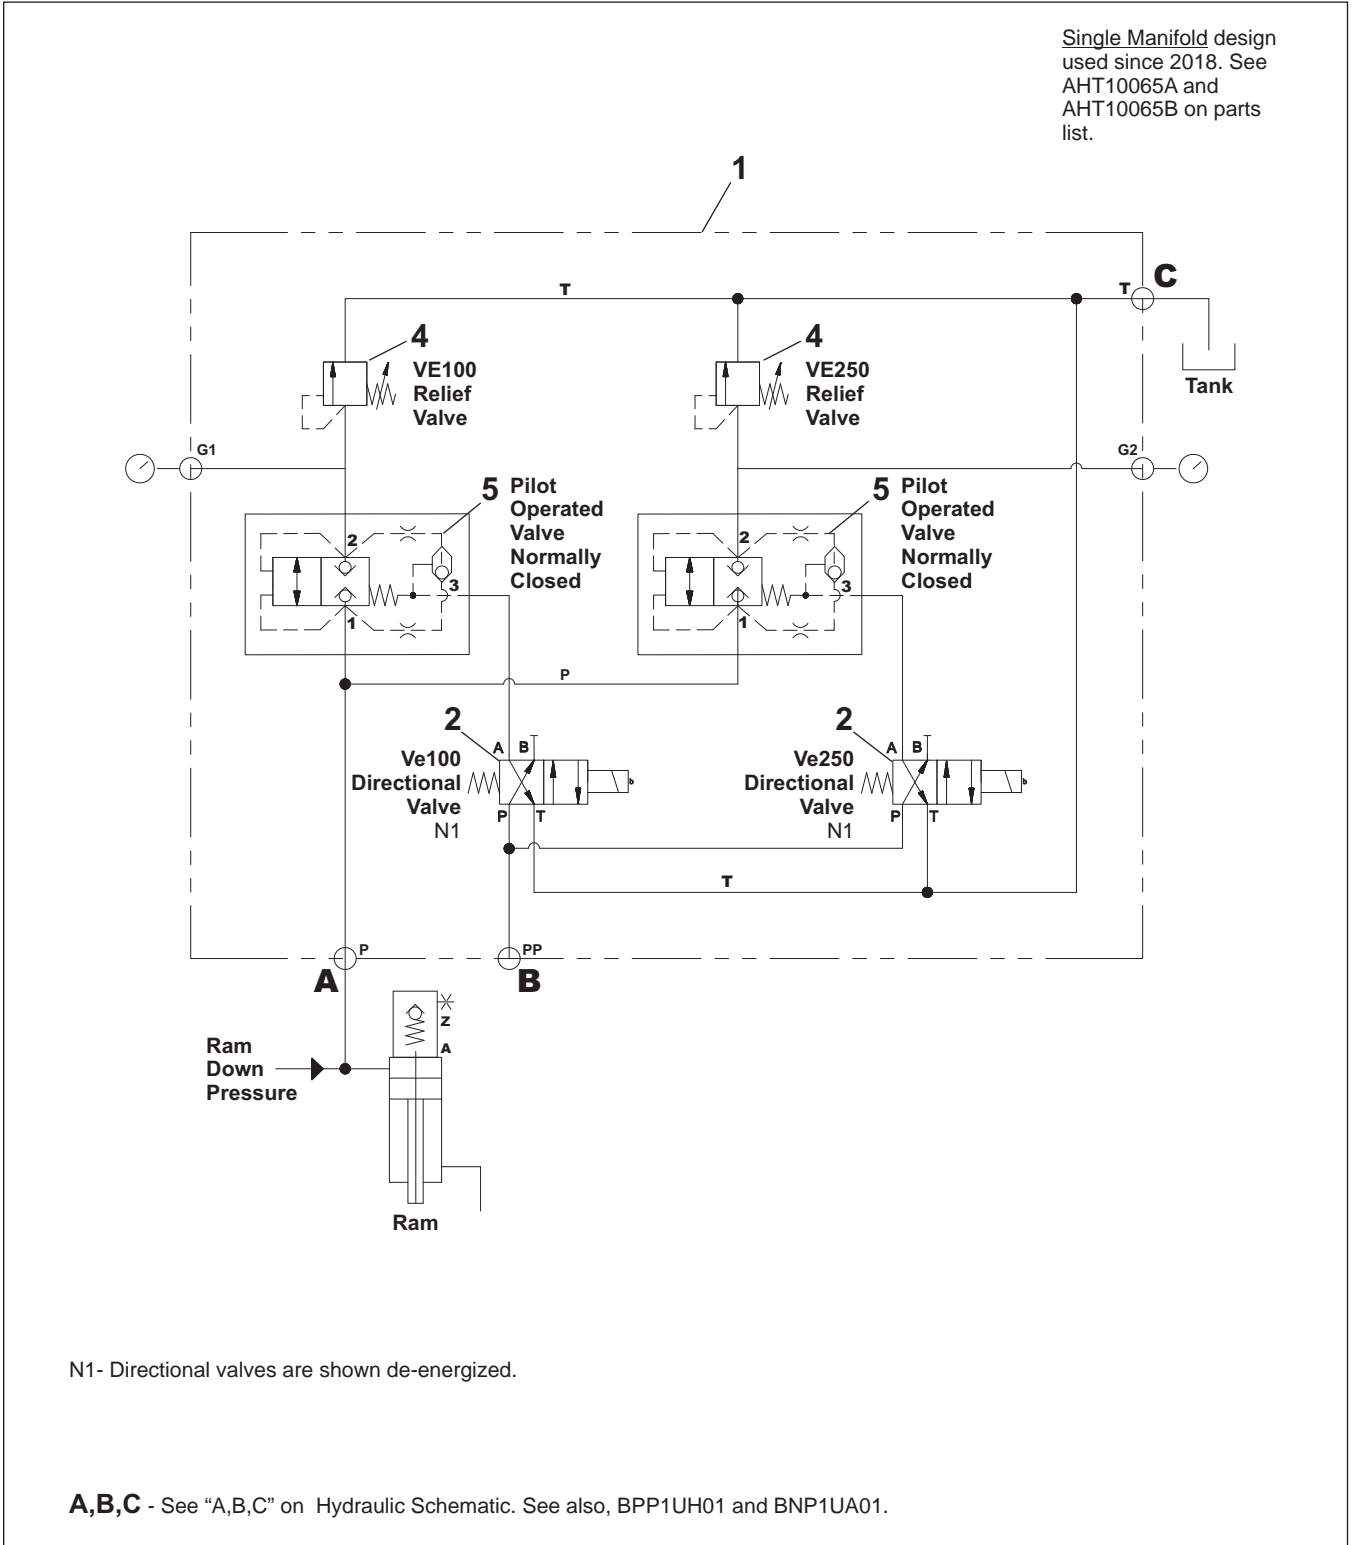 Single Manifold design
used since 2018. See
AHT10065A and
AHT10065B on parts
list.
1
T
T
C
4
VE100
Relief
Valve
4
VE250
Relief
Valve
Tank
G1
G2
5
Pilot
Operated
Valve
Normally
Closed
2
3
1
5
Pilot
Operated
Valve
Normally
Closed
2
3
1
P
2
A
B
Ve100
Directional
Valve
N1
b
P
T
2
A
B
Ve250
Directional
Valve
N1
b
P
T
T
P
A
PP
B
Z
A
Ram
Down
Pressure
Ram
N1- Directional valves are shown de-energized.
A,B,C - See “A,B,C” on Hydraulic Schematic. See also, BPP1UH01 and BNP1UA01.